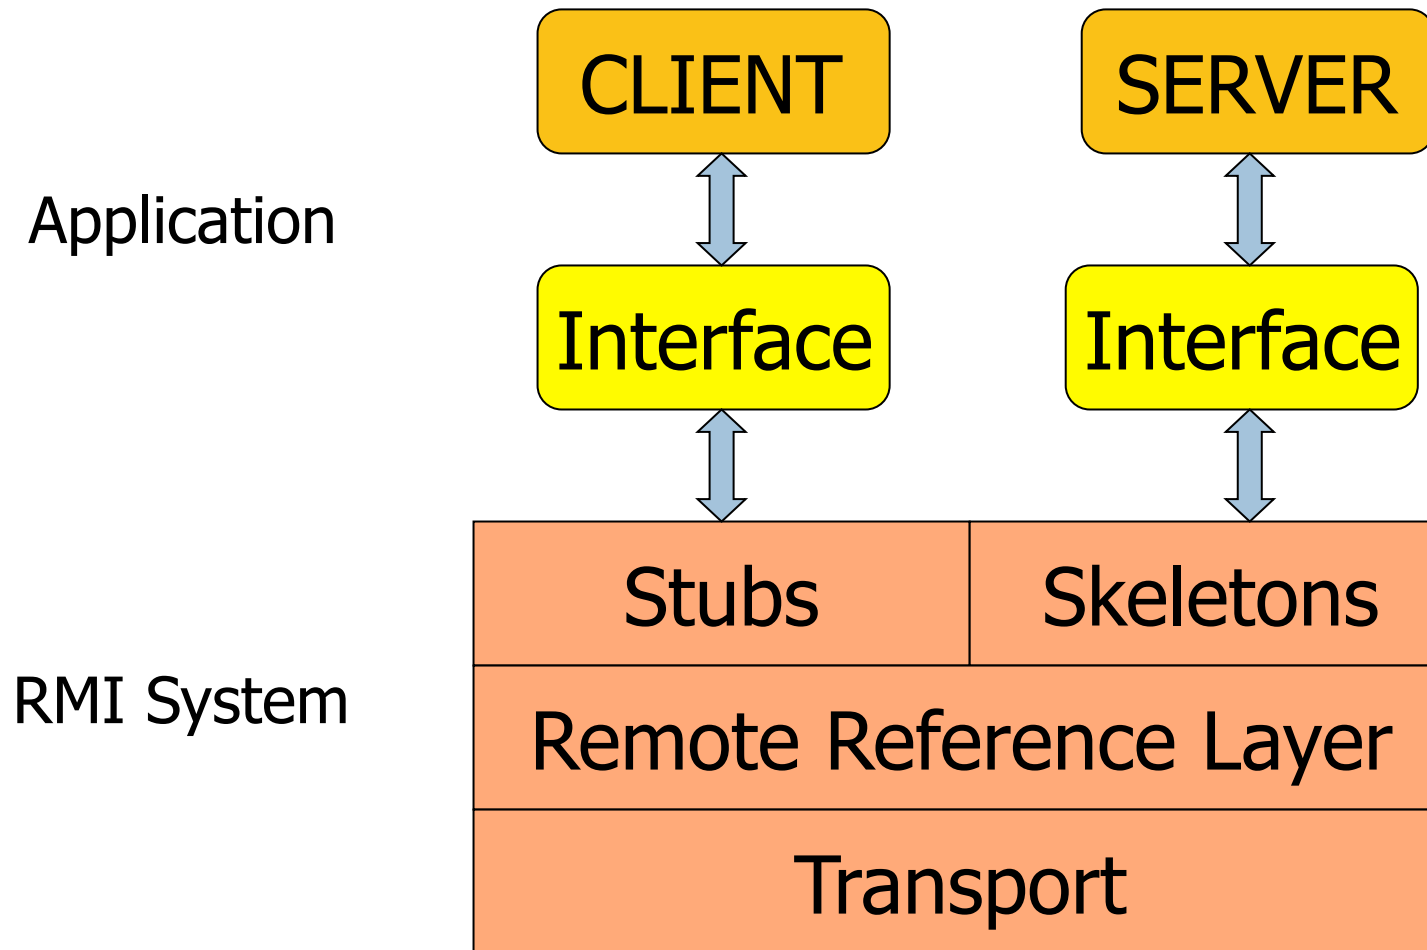 CLIENT
SERVER
Application
Interface
Interface
Stubs
Skeletons
RMI System
Remote Reference Layer
Transport